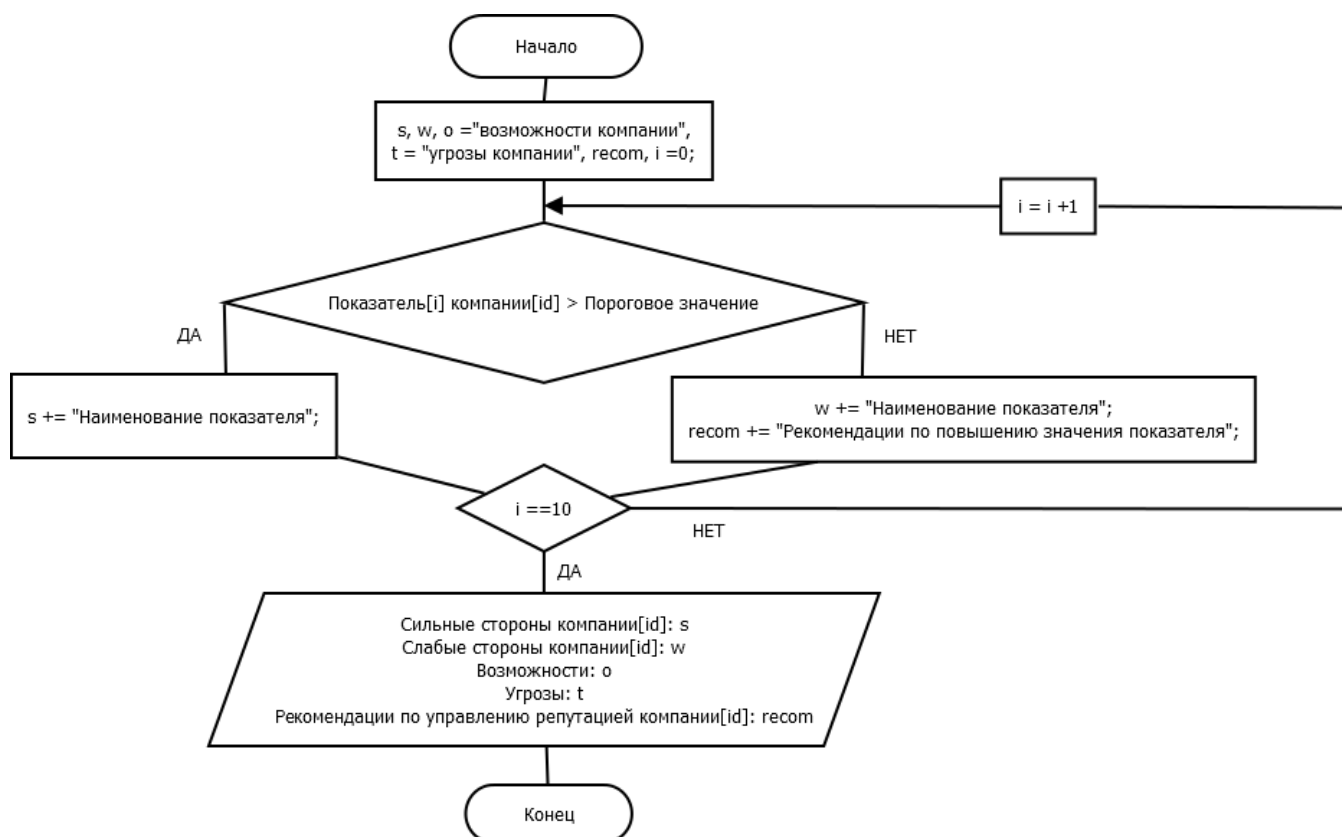 Начало
s, w, o ="возможности компании",
t = "угрозы компании", recom, i =0;
i = i +1
Показатель[i] компании[id] > Пороговое значение
ДА
НЕТ
s += "Наименование показателя";
w += "Наименование показателя";
recom += "Рекомендации по повышению значения показателя";
i ==10
НЕТ
ДА
Сильные стороны компании[id]: s
Слабые стороны компании[id]: w
Возможности: o
Угрозы: t
Рекомендации по управлению репутацией компании[id]: recom
Конец